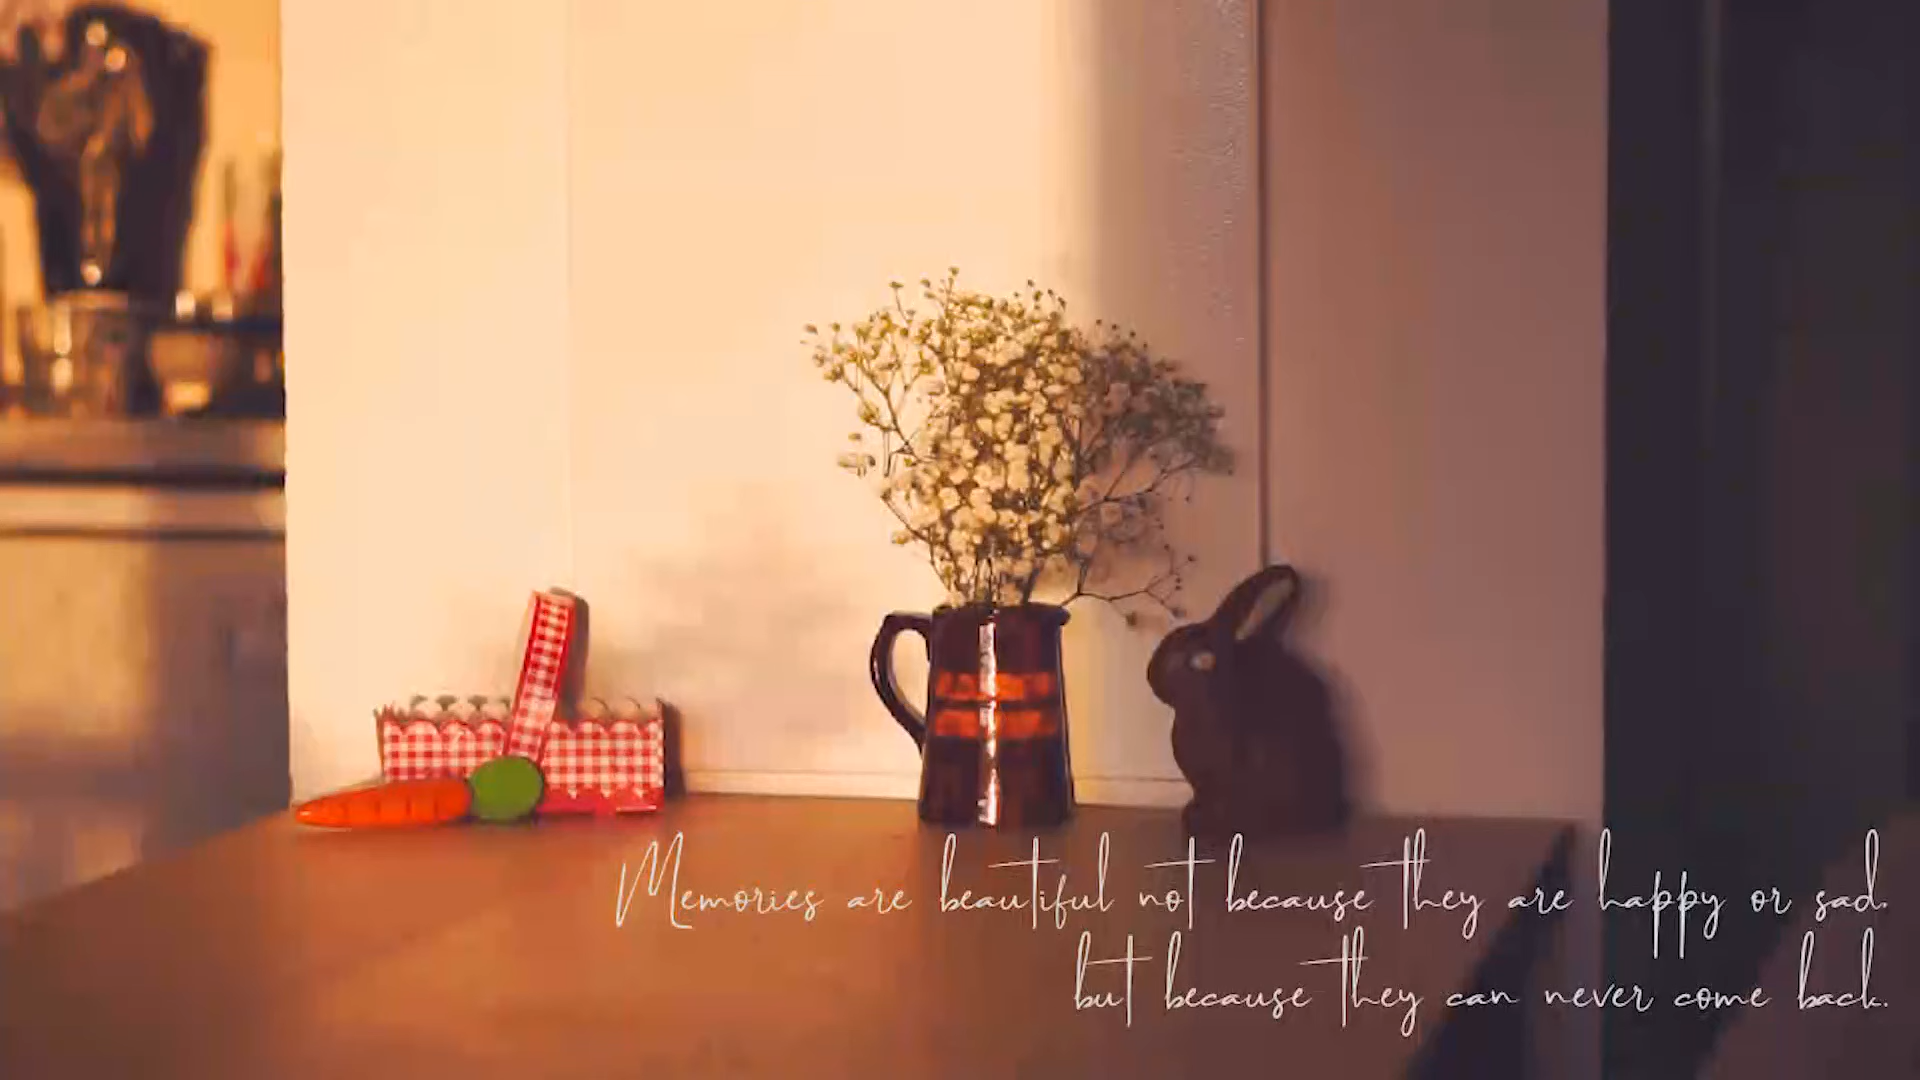 Memories are beautiful not because they are happy or sad.
but because they can never come back.